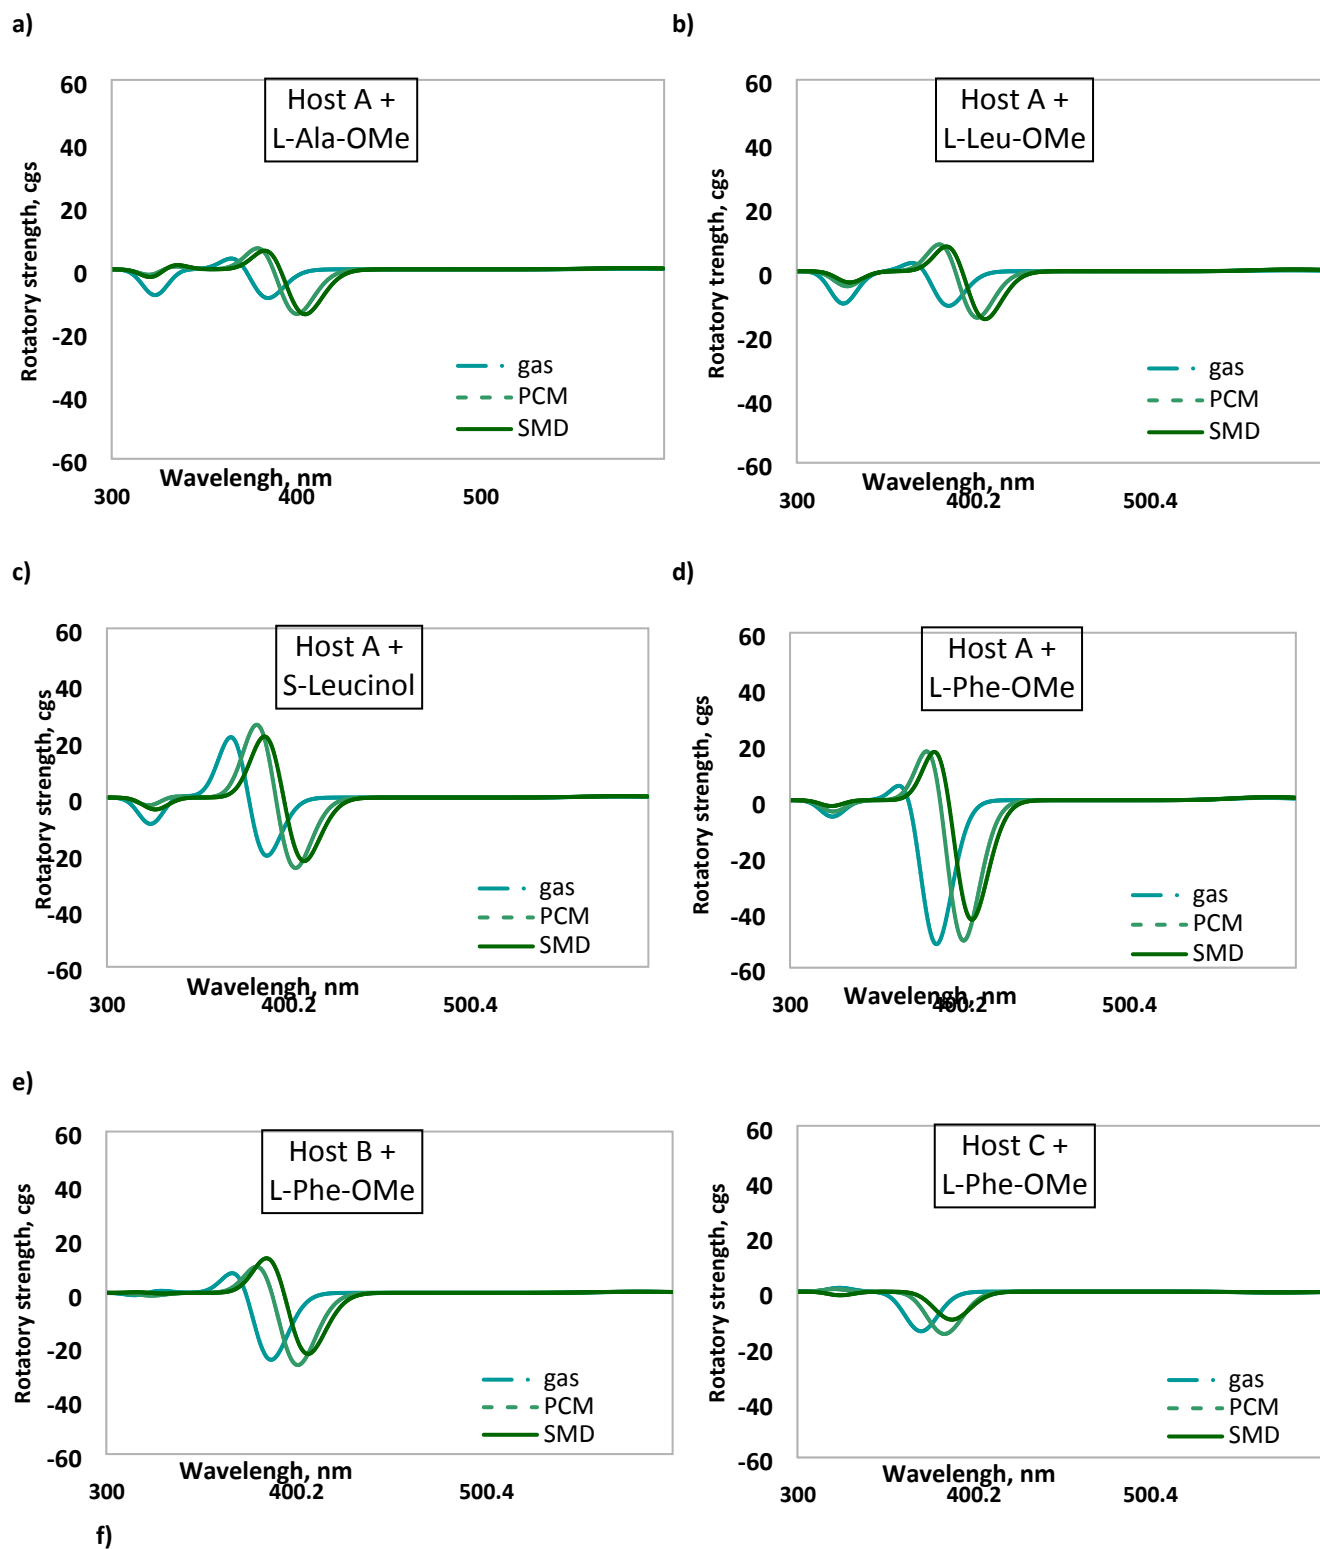 a)
60
40
20
0
-20
-40
-60
Rotatory strength, cgs
Host A +
L-Ala-OMe
gas
PCM
SMD
Wavelengh, nm
300
400
500
b)
60
40
20
0
-20
-40
-60
Rotatory trength, cgs
Host A +
L-Leu-OMe
gas
PCM
SMD
Wavelengh, nm
300
400.2
500.4
c)
60
40
20
0
-20
-40
-60
Rotatory strength, cgs
Host A +
S-Leucinol
gas
PCM
SMD
Wavelengh, nm
300
400.2
500.4
d)
60
40
20
0
-20
-40
-60
Rotatory strength, cgs
Host A +
L-Phe-OMe
gas
PCM
SMD
Wavelengh, nm
300
400.2
500.4
e)
60
40
20
0
-20
-40
-60
Rotatory strength, cgs
Host B +
L-Phe-OMe
gas
PCM
SMD
Wavelengh, nm
300
400.2
500.4
60
40
20
0
-20
-40
-60
Rotatory strength, cgs
Host C +
L-Phe-OMe
gas
PCM
SMD
Wavelengh, nm
300
400.2
500.4
f)